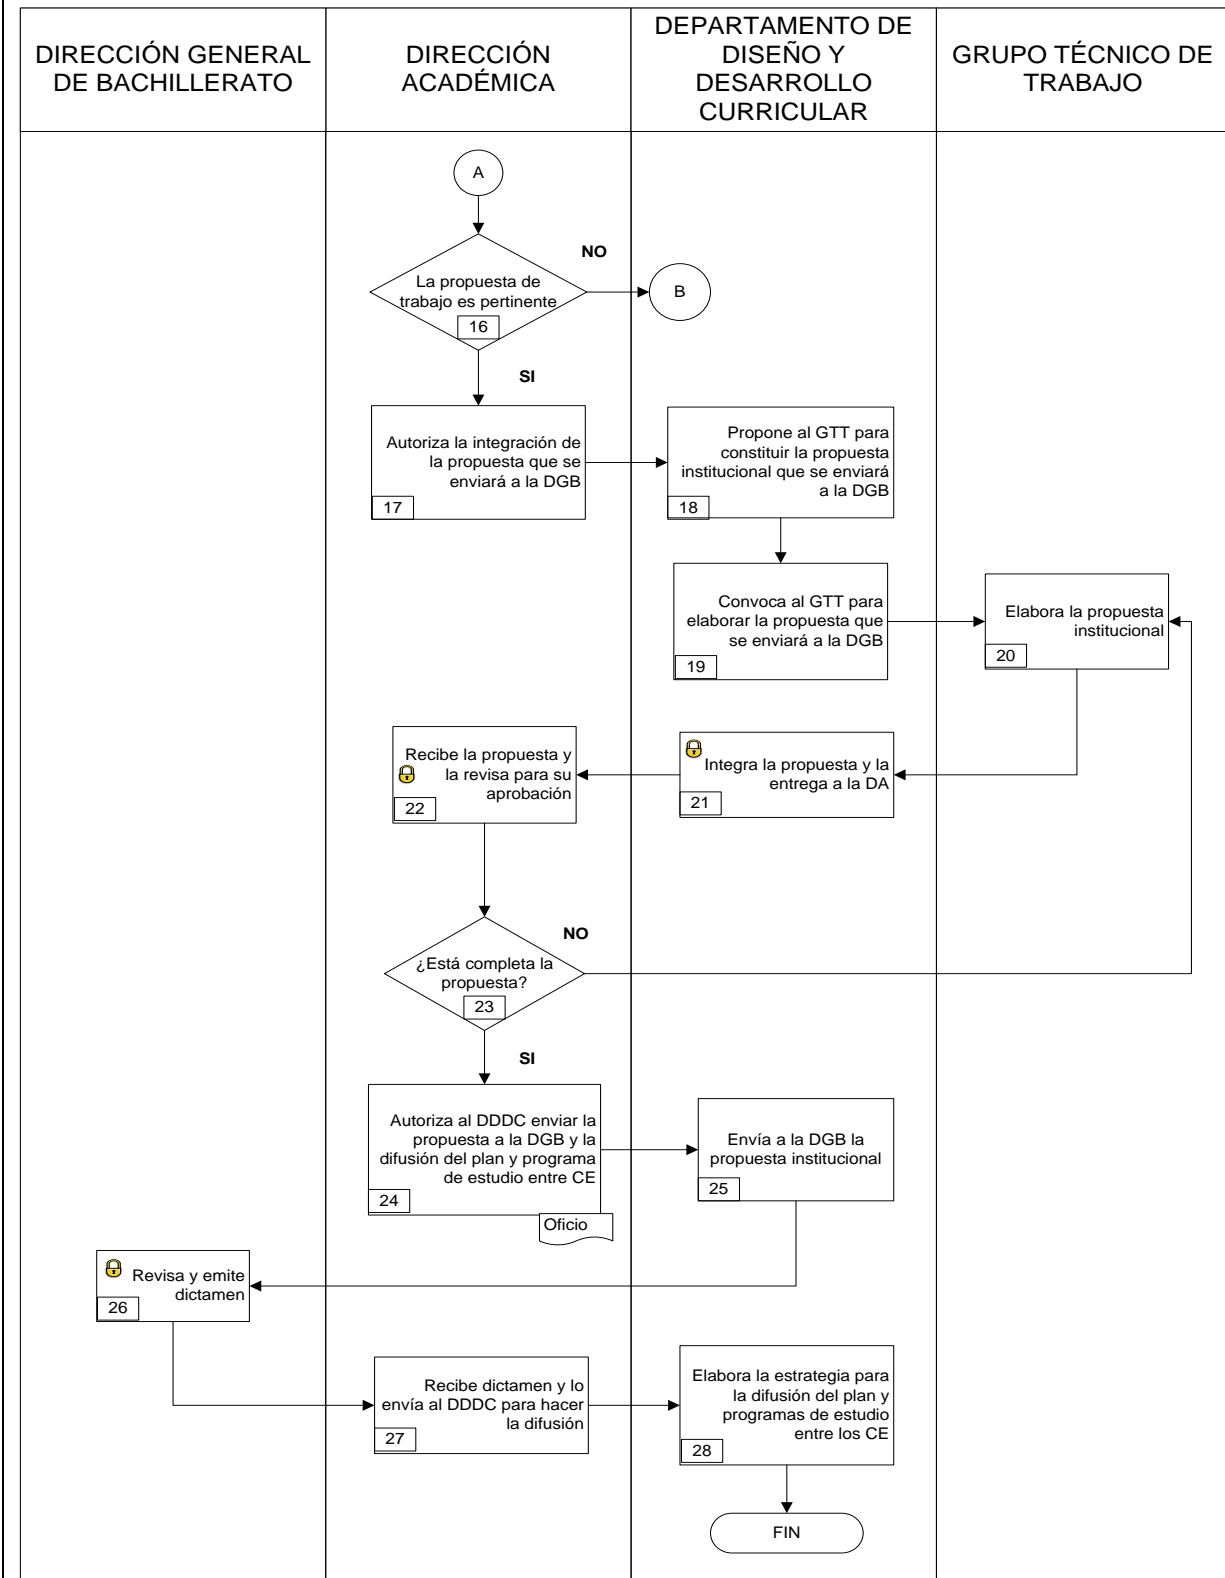 DIRECCIÓN GENERAL
DE BACHILLERATO
DIRECCIÓN
ACADÉMICA
DEPARTAMENTO DE
DISEÑO Y
DESARROLLO
CURRICULAR
GRUPO TÉCNICO DE
TRABAJO
A
La propuesta de
trabajo es pertinente
16
NO
B
SI
Autoriza la integración de
la propuesta que se
enviará a la DGB
17
Propone al GTT para
constituir la propuesta
institucional que se enviará
a la DGB
18
Convoca al GTT para
elaborar la propuesta que
se enviará a la DGB
19
Elabora la propuesta
institucional
20
Integra la propuesta y la
entrega a la DA
21
Recibe la propuesta y
la revisa para su
aprobación
22
¿Está completa la
propuesta?
23
NO
SI
Autoriza al DDDC enviar la
propuesta a la DGB y la
difusión del plan y programa
de estudio entre CE
24
Oficio
Envía a la DGB la
propuesta institucional
25
Revisa y emite
dictamen
26
Recibe dictamen y lo
envía al DDDC para hacer
la difusión
27
Elabora la estrategia para
la difusión del plan y
programas de estudio
entre los CE
28
FIN